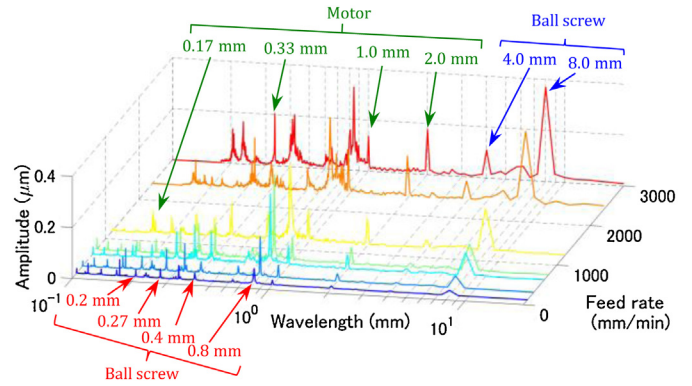 Motor
Ball screw
0.17 mm
0.33 mm
1.0 mm
2.0 mm
4.0 mm
8.0 mm
Amplitude (μm)
0.4
0.2
0
3000
2000
1000
0
Feed rate
(mm/min)
10⁻¹
10⁰
10¹
Wavelength (mm)
0.2 mm
0.27 mm
0.4 mm
0.8 mm
Ball screw